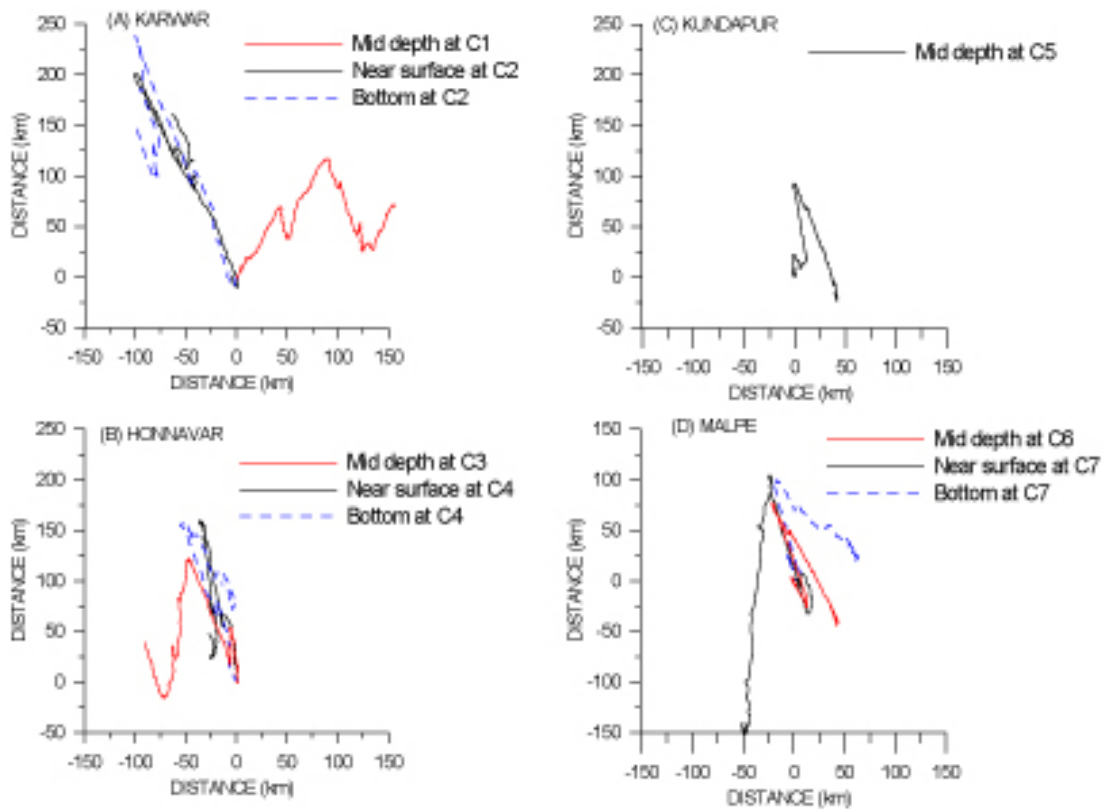 (A) KARWAR
Mid depth at C1
Near surface at C2
Bottom at C2
DISTANCE (km)
250
200
150
100
50
0
-50
-150 -100 -50 0 50 100 150
DISTANCE (km)
(C) KUNDAPUR
Mid depth at C5
DISTANCE (km)
250
200
150
100
50
0
-50
-150 -100 -50 0 50 100 150
DISTANCE (km)
(B) HONNAVAR
Mid depth at C3
Near surface at C4
Bottom at C4
DISTANCE (km)
250
200
150
100
50
0
50
-150 -100 -50 0 50 100 150
DISTANCE (km)
(D) MALPE
Mid depth at C6
Near surface at C7
Bottom at C7
DISTANCE (km)
150
100
50
0
-50
-100
-150
-150 -100 -50 0 50 100 150
DISTANCE (km)